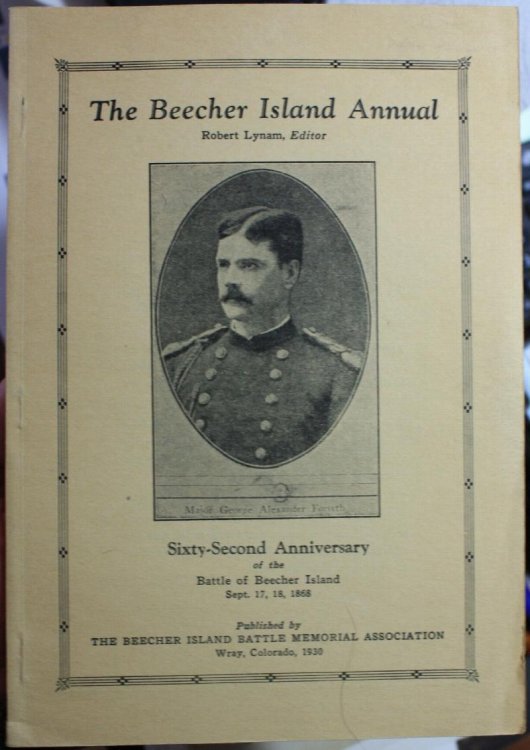 The Beecher Island Annual
Robert Lynam, Editor
Major George Alexander Forsyth
Sixty-Second Anniversary
of the
Battle of Beecher Island
Sept. 17, 18, 1868
Published by
THE BEECHER ISLAND BATTLE MEMORIAL ASSOCIATION
Wray, Colorado, 1930